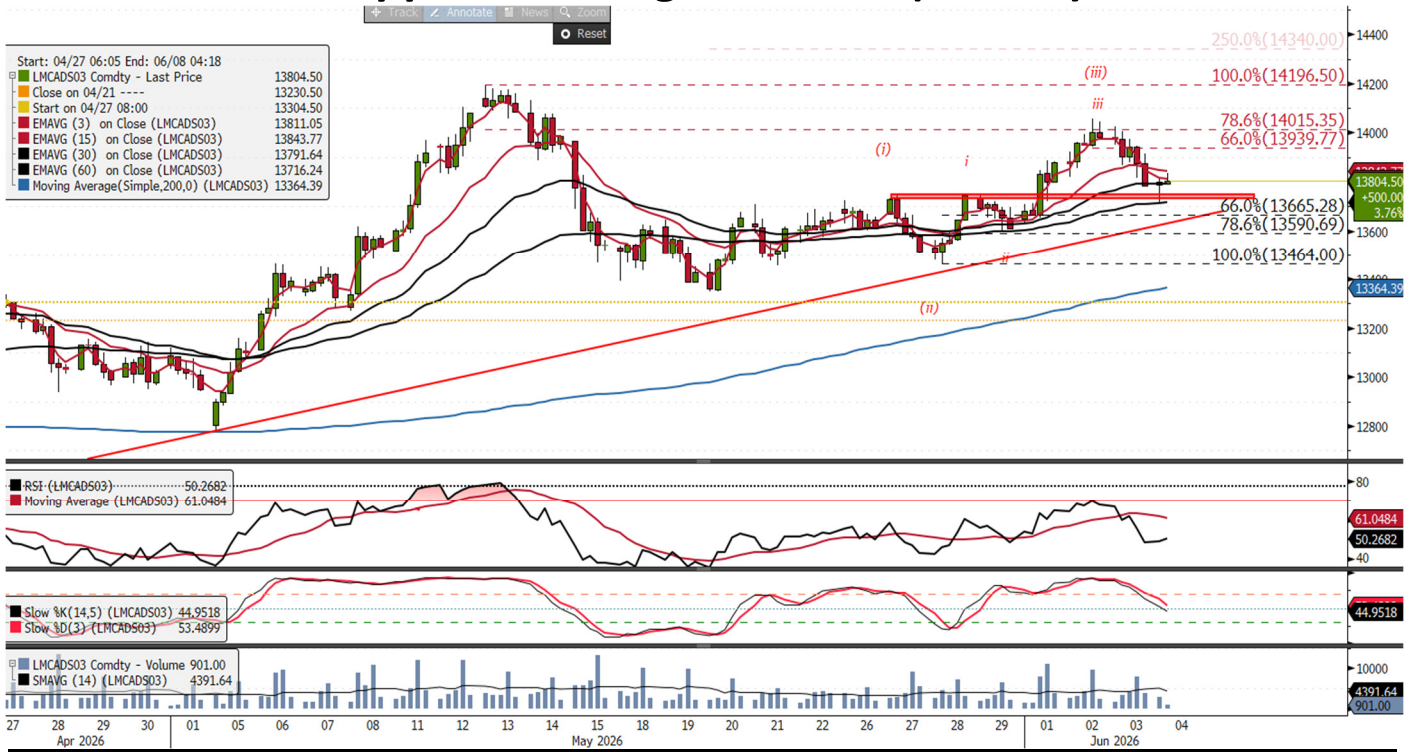 Track Annotate News Zoom
Reset
Start: 04/27 06:05 End: 06/08 04:18
LMCADS03 Comdty - Last Price 13804.50
Close on 04/21 ---- 13230.50
Start on 04/27 08:00 13304.50
EMAVG (3) on Close (LMCADS03) 13811.05
EMAVG (15) on Close (LMCADS03) 13843.77
EMAVG (30) on Close (LMCADS03) 13791.64
EMAVG (60) on Close (LMCADS03) 13716.24
Moving Average(Simple,200,0) (LMCADS03) 13364.39
250.0%(14340.00)
100.0%(14196.50)
78.6%(14015.35)
66.0%(13939.77)
66.0%(13665.28)
78.6%(13590.69)
100.0%(13464.00)
(i)
(ii)
i
ii
(iii)
iii
14400
14200
14000
13804.50
+500.00
3.76%
13600
13400
13364.39
13200
13000
12800
RSI (LMCADS03) 50.2682
Moving Average (LMCADS03) 61.0484
80
61.0484
50.2682
40
Slow %K(14,5) (LMCADS03) 44.9518
Slow %D(3) (LMCADS03) 53.4899
44.9518
LMCADS03 Comdty - Volume 901.00
SMAVG (14) (LMCADS03) 4391.64
10000
4391.64
901.00
27 28 29 30 01 05 06 07 08 11 12 13 14 15 18 19 20 21 22 26 27 28 29 01 02 03 04
Apr 2026 May 2026 Jun 2026